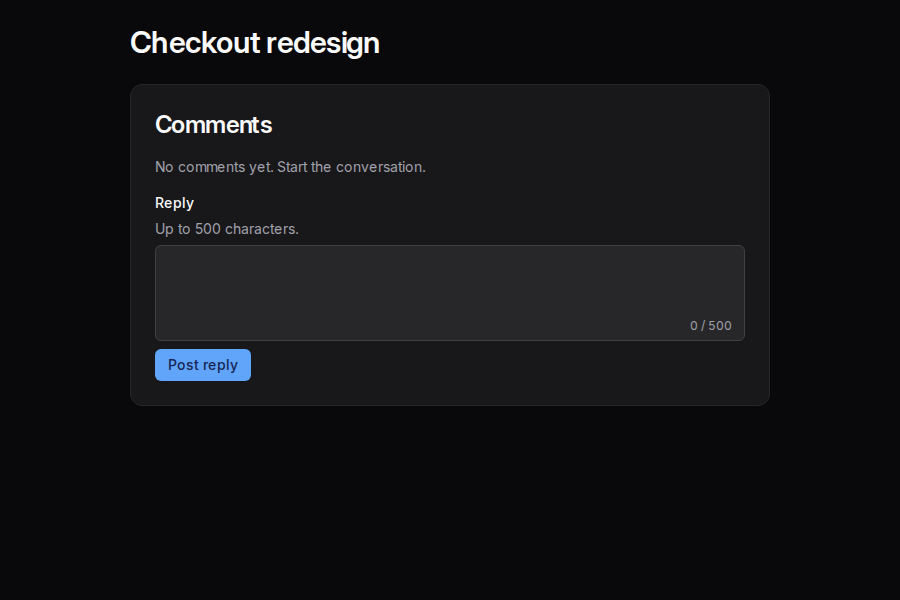 Checkout redesign
Comments
No comments yet. Start the conversation.
Reply
Up to 500 characters.
0 / 500
Post reply